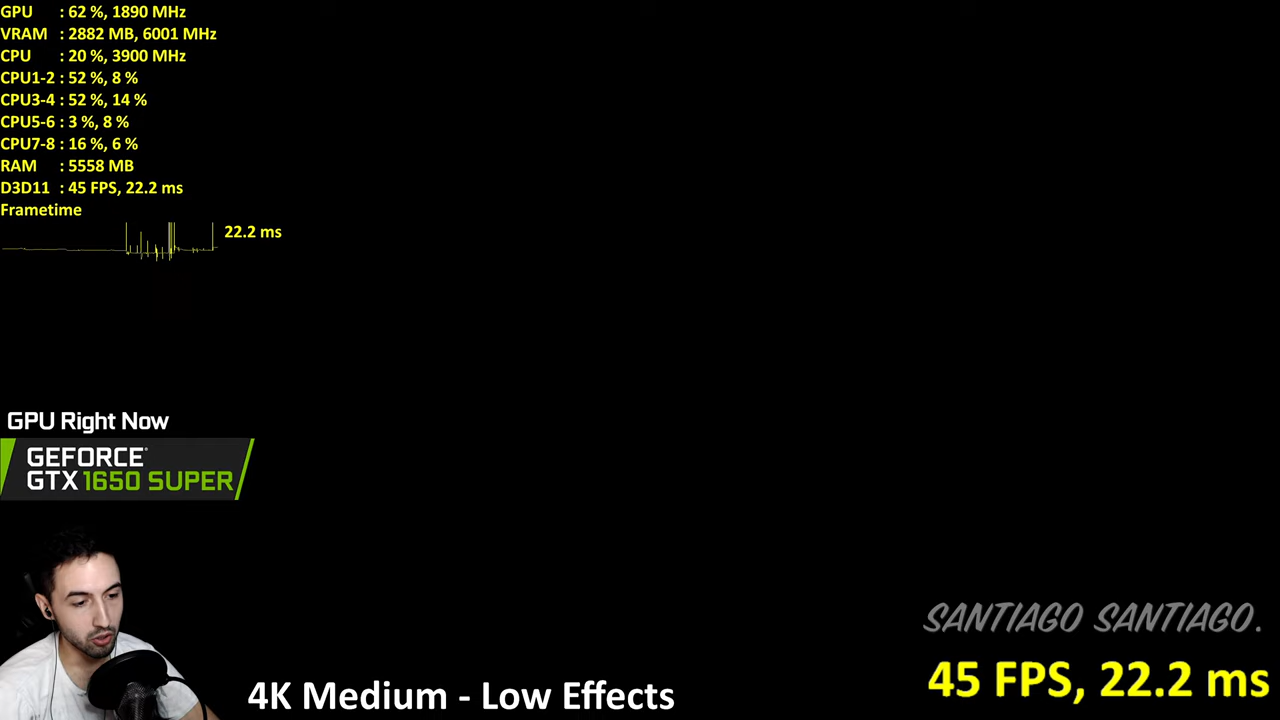 GPU : 62 %, 1890 MHz
VRAM : 2882 MB, 6001 MHz
CPU : 20 %, 3900 MHz
CPU1-2 : 52 %, 8 %
CPU3-4 : 52 %, 14 %
CPU5-6 : 3 %, 8 %
CPU7-8 : 16 %, 6 %
RAM : 5558 MB
D3D11 : 45 FPS, 22.2 ms
Frametime
22.2 ms
GPU Right Now
GEFORCE®
GTX 1650 SUPER
SANTIAGO SANTIAGO.
45 FPS, 22.2 ms
4K Medium - Low Effects